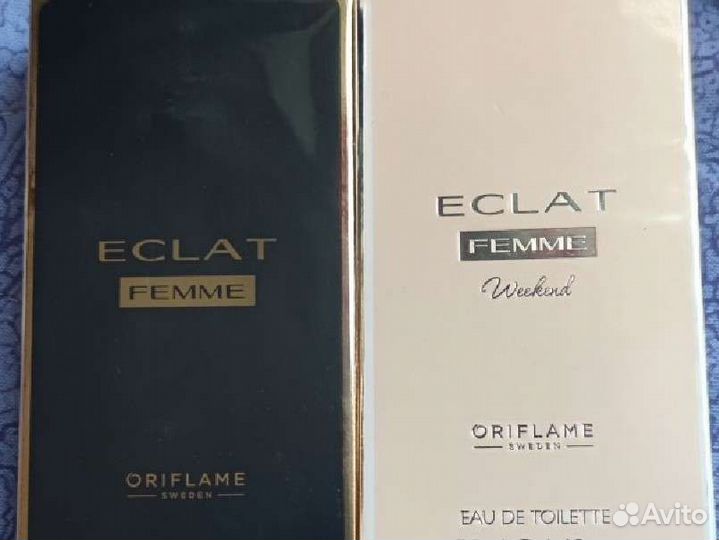 ECLAT
FEMME
ORIFLAME
SWEDEN
ECLAT
FEMME
Weekend
ORIFLAME
SWEDEN
EAU DE TOILETTE
Avito